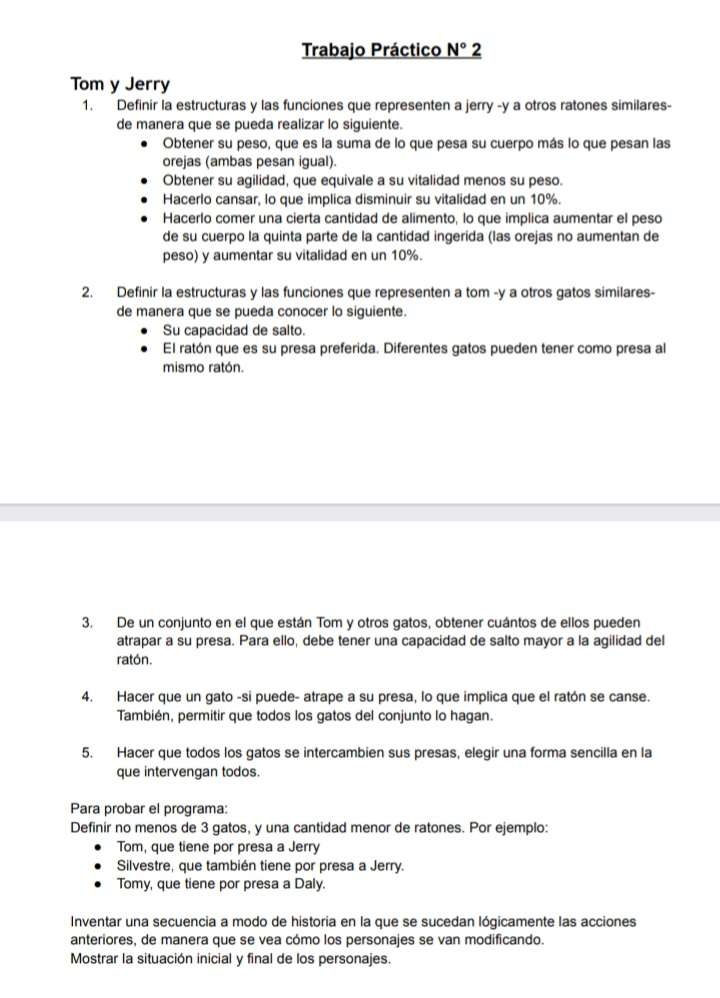 Trabajo Práctico N° 2
Tom y Jerry
1. Definir la estructuras y las funciones que representen a jerry -y a otros ratones similares-
de manera que se pueda realizar lo siguiente.
● Obtener su peso, que es la suma de lo que pesa su cuerpo más lo que pesan las
orejas (ambas pesan igual).
● Obtener su agilidad, que equivale a su vitalidad menos su peso.
● Hacerlo cansar, lo que implica disminuir su vitalidad en un 10%.
● Hacerlo comer una cierta cantidad de alimento, lo que implica aumentar el peso
de su cuerpo la quinta parte de la cantidad ingerida (las orejas no aumentan de
peso) y aumentar su vitalidad en un 10%.
2. Definir la estructuras y las funciones que representen a tom -y a otros gatos similares-
de manera que se pueda conocer lo siguiente.
● Su capacidad de salto.
● El ratón que es su presa preferida. Diferentes gatos pueden tener como presa al
mismo ratón.
3. De un conjunto en el que están Tom y otros gatos, obtener cuántos de ellos pueden
atrapar a su presa. Para ello, debe tener una capacidad de salto mayor a la agilidad del
ratón.
4. Hacer que un gato -si puede- atrape a su presa, lo que implica que el ratón se canse.
También, permitir que todos los gatos del conjunto lo hagan.
5. Hacer que todos los gatos se intercambien sus presas, elegir una forma sencilla en la
que intervengan todos.
Para probar el programa:
Definir no menos de 3 gatos, y una cantidad menor de ratones. Por ejemplo:
● Tom, que tiene por presa a Jerry
● Silvestre, que también tiene por presa a Jerry.
● Tomy, que tiene por presa a Daly.
Inventar una secuencia a modo de historia en la que se sucedan lógicamente las acciones
anteriores, de manera que se vea cómo los personajes se van modificando.
Mostrar la situación inicial y final de los personajes.